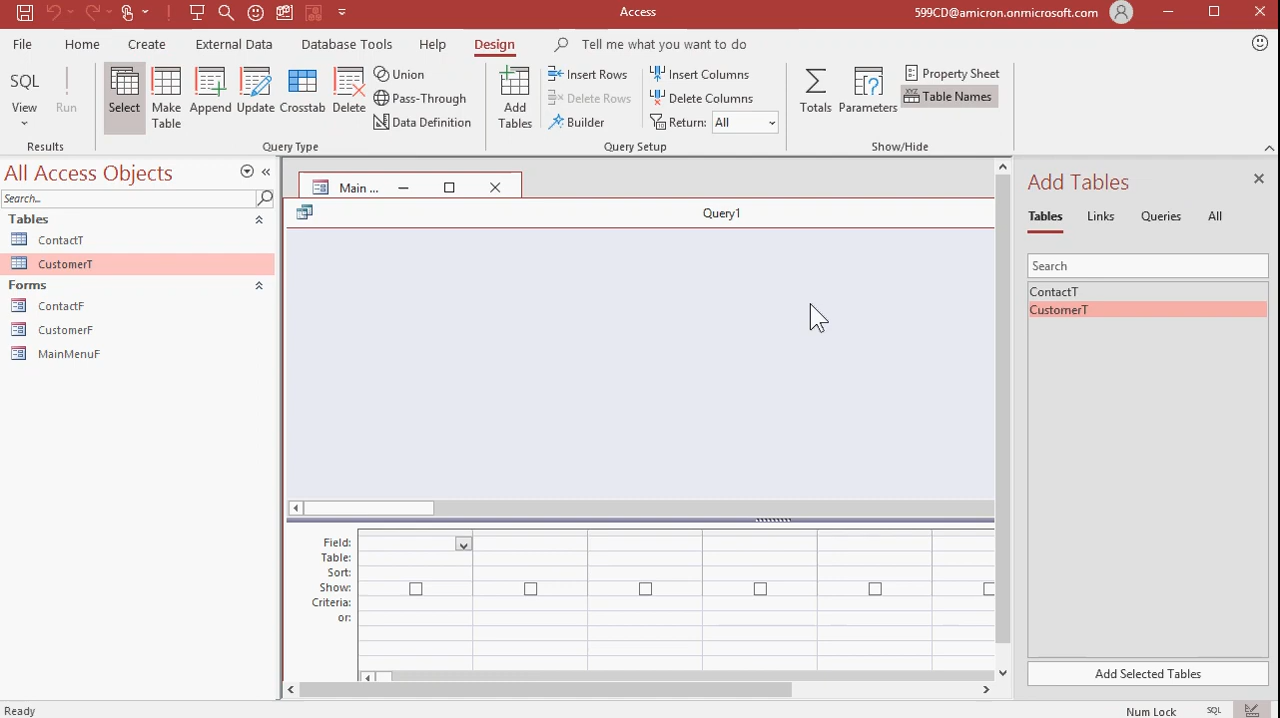 Access
599CD@amicron.onmicrosoft.com
File Home Create External Data Database Tools Help Design Tell me what you want to do
SQL
View
Run
Results
Select
Make Table
Append
Update
Crosstab
Delete
Union
Pass-Through
Data Definition
Query Type
Add Tables
Insert Rows
Delete Rows
Builder
Insert Columns
Delete Columns
Return: All
Query Setup
Totals
Parameters
Property Sheet
XYZ Table Names
Show/Hide
All Access Objects
Search...
Tables
ContactT
CustomerT
Forms
ContactF
CustomerF
MainMenuF
Main ...
Query1
Field:
Table:
Sort:
Show:
Criteria:
or:
Add Tables
Tables Links Queries All
Search
ContactT
CustomerT
Add Selected Tables
Ready
Num Lock
SQL